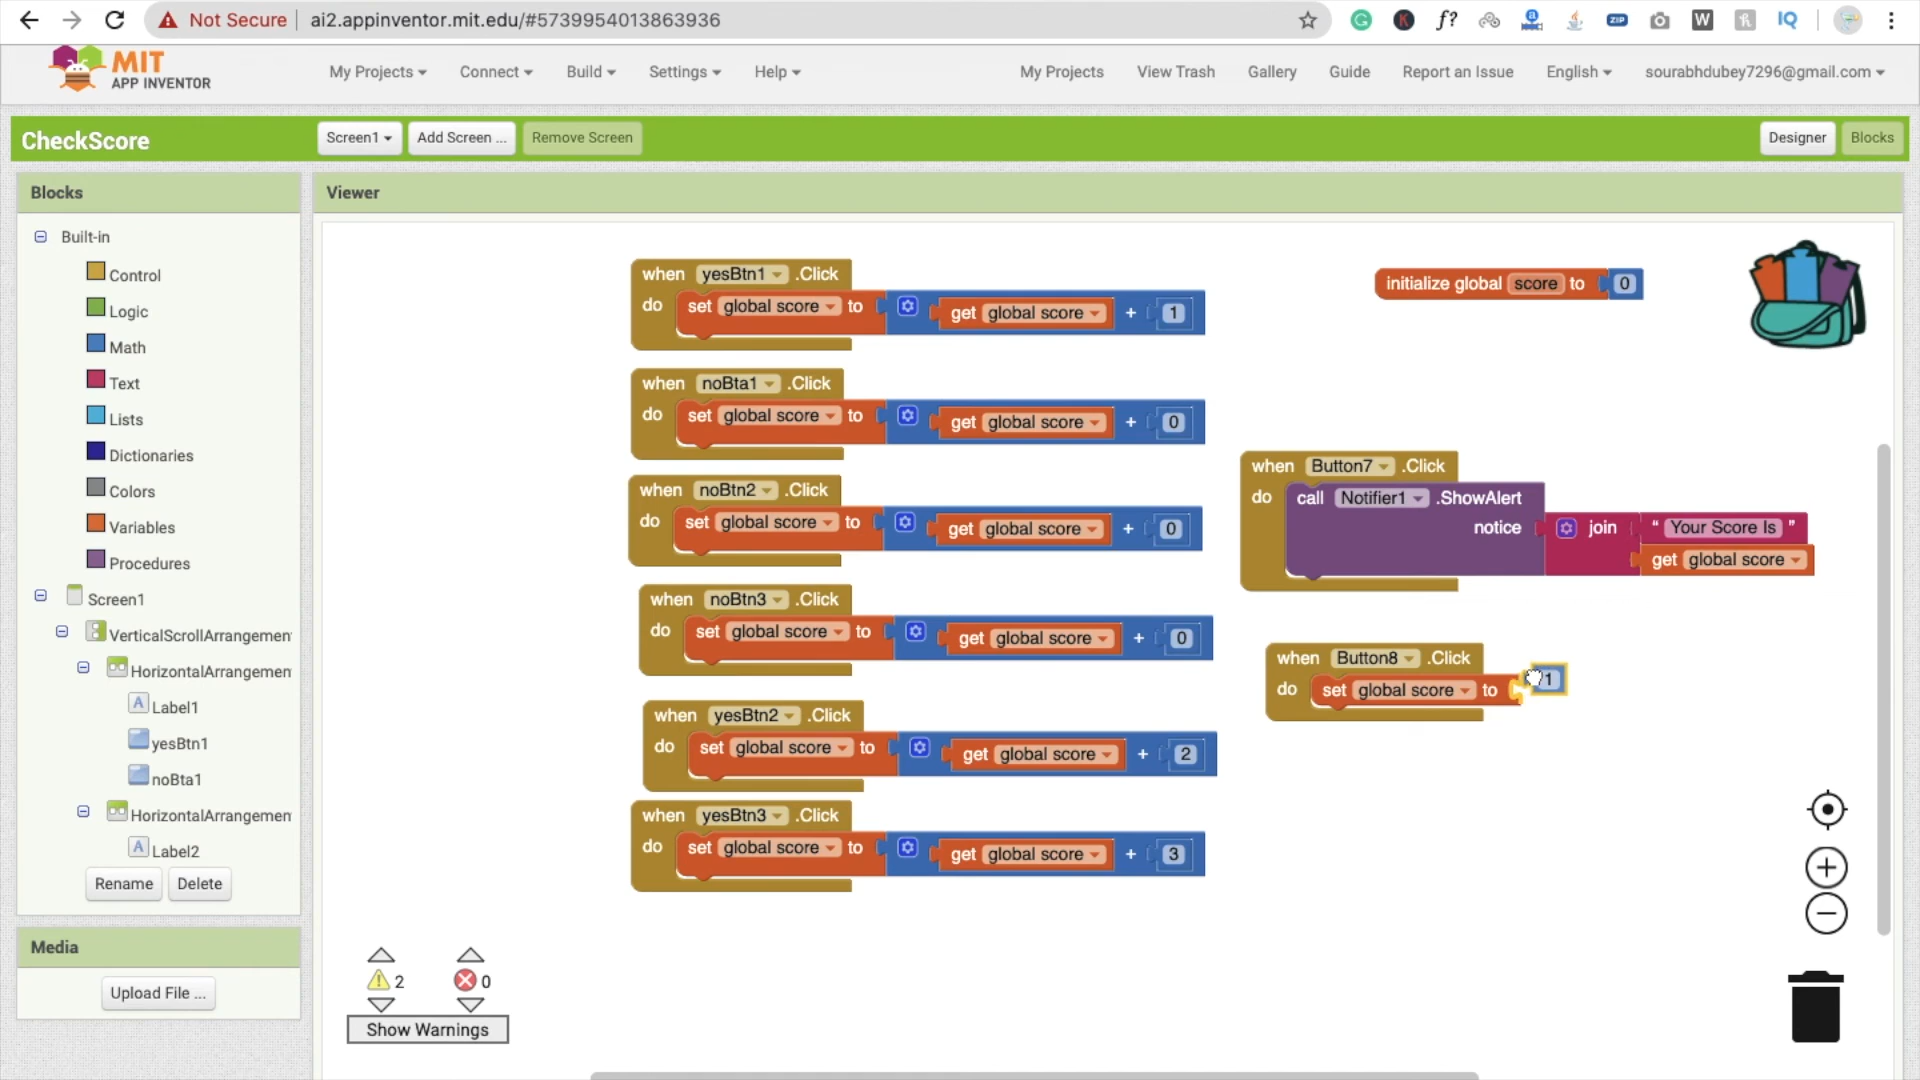 Not Secure
ai2.appinventor.mit.edu/#5739954013863936
MIT
APP INVENTOR
My Projects
Connect
Build
Settings
Help
My Projects
View Trash
Gallery
Guide
Report an Issue
English
sourabhdubey7296@gmail.com
CheckScore
Screen1
Add Screen ...
Remove Screen
Designer
Blocks
Blocks
Built-in
Control
Logic
Math
Text
Lists
Dictionaries
Colors
Variables
Procedures
Screen1
VerticalScrollArrangemen
HorizontalArrangemen
Label1
yesBtn1
noBta1
HorizontalArrangemen
Label2
Rename
Delete
Media
Upload File ...
Viewer
when yesBtn1 .Click
do set global score to get global score + 1
when noBta1 .Click
do set global score to get global score + 0
when noBtn2 .Click
do set global score to get global score + 0
when noBtn3 .Click
do set global score to get global score + 0
when yesBtn2 .Click
do set global score to get global score + 2
when yesBtn3 .Click
do set global score to get global score + 3
initialize global score to 0
when Button7 .Click
do call Notifier1 .ShowAlert
notice join " Your Score Is "
get global score
when Button8 .Click
do set global score to 1
2
0
Show Warnings